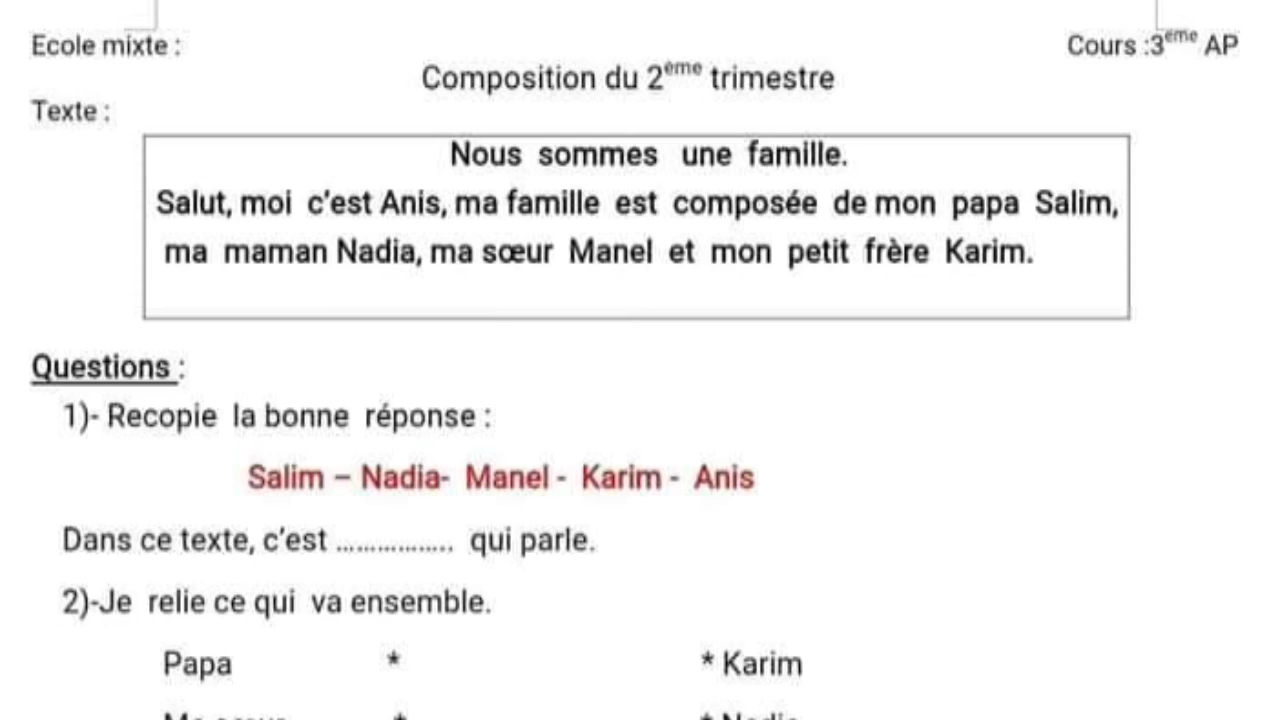 Ecole mixte :
Cours :3ème AP
Composition du 2ème trimestre
Texte :
Nous sommes une famille.
Salut, moi c'est Anis, ma famille est composée de mon papa Salim,
ma maman Nadia, ma sœur Manel et mon petit frère Karim.
Questions :
1)- Recopie la bonne réponse :
Salim – Nadia- Manel - Karim - Anis
Dans ce texte, c'est ................. qui parle.
2)-Je relie ce qui va ensemble.
Papa * * Karim
Ma sœur * * Nadia